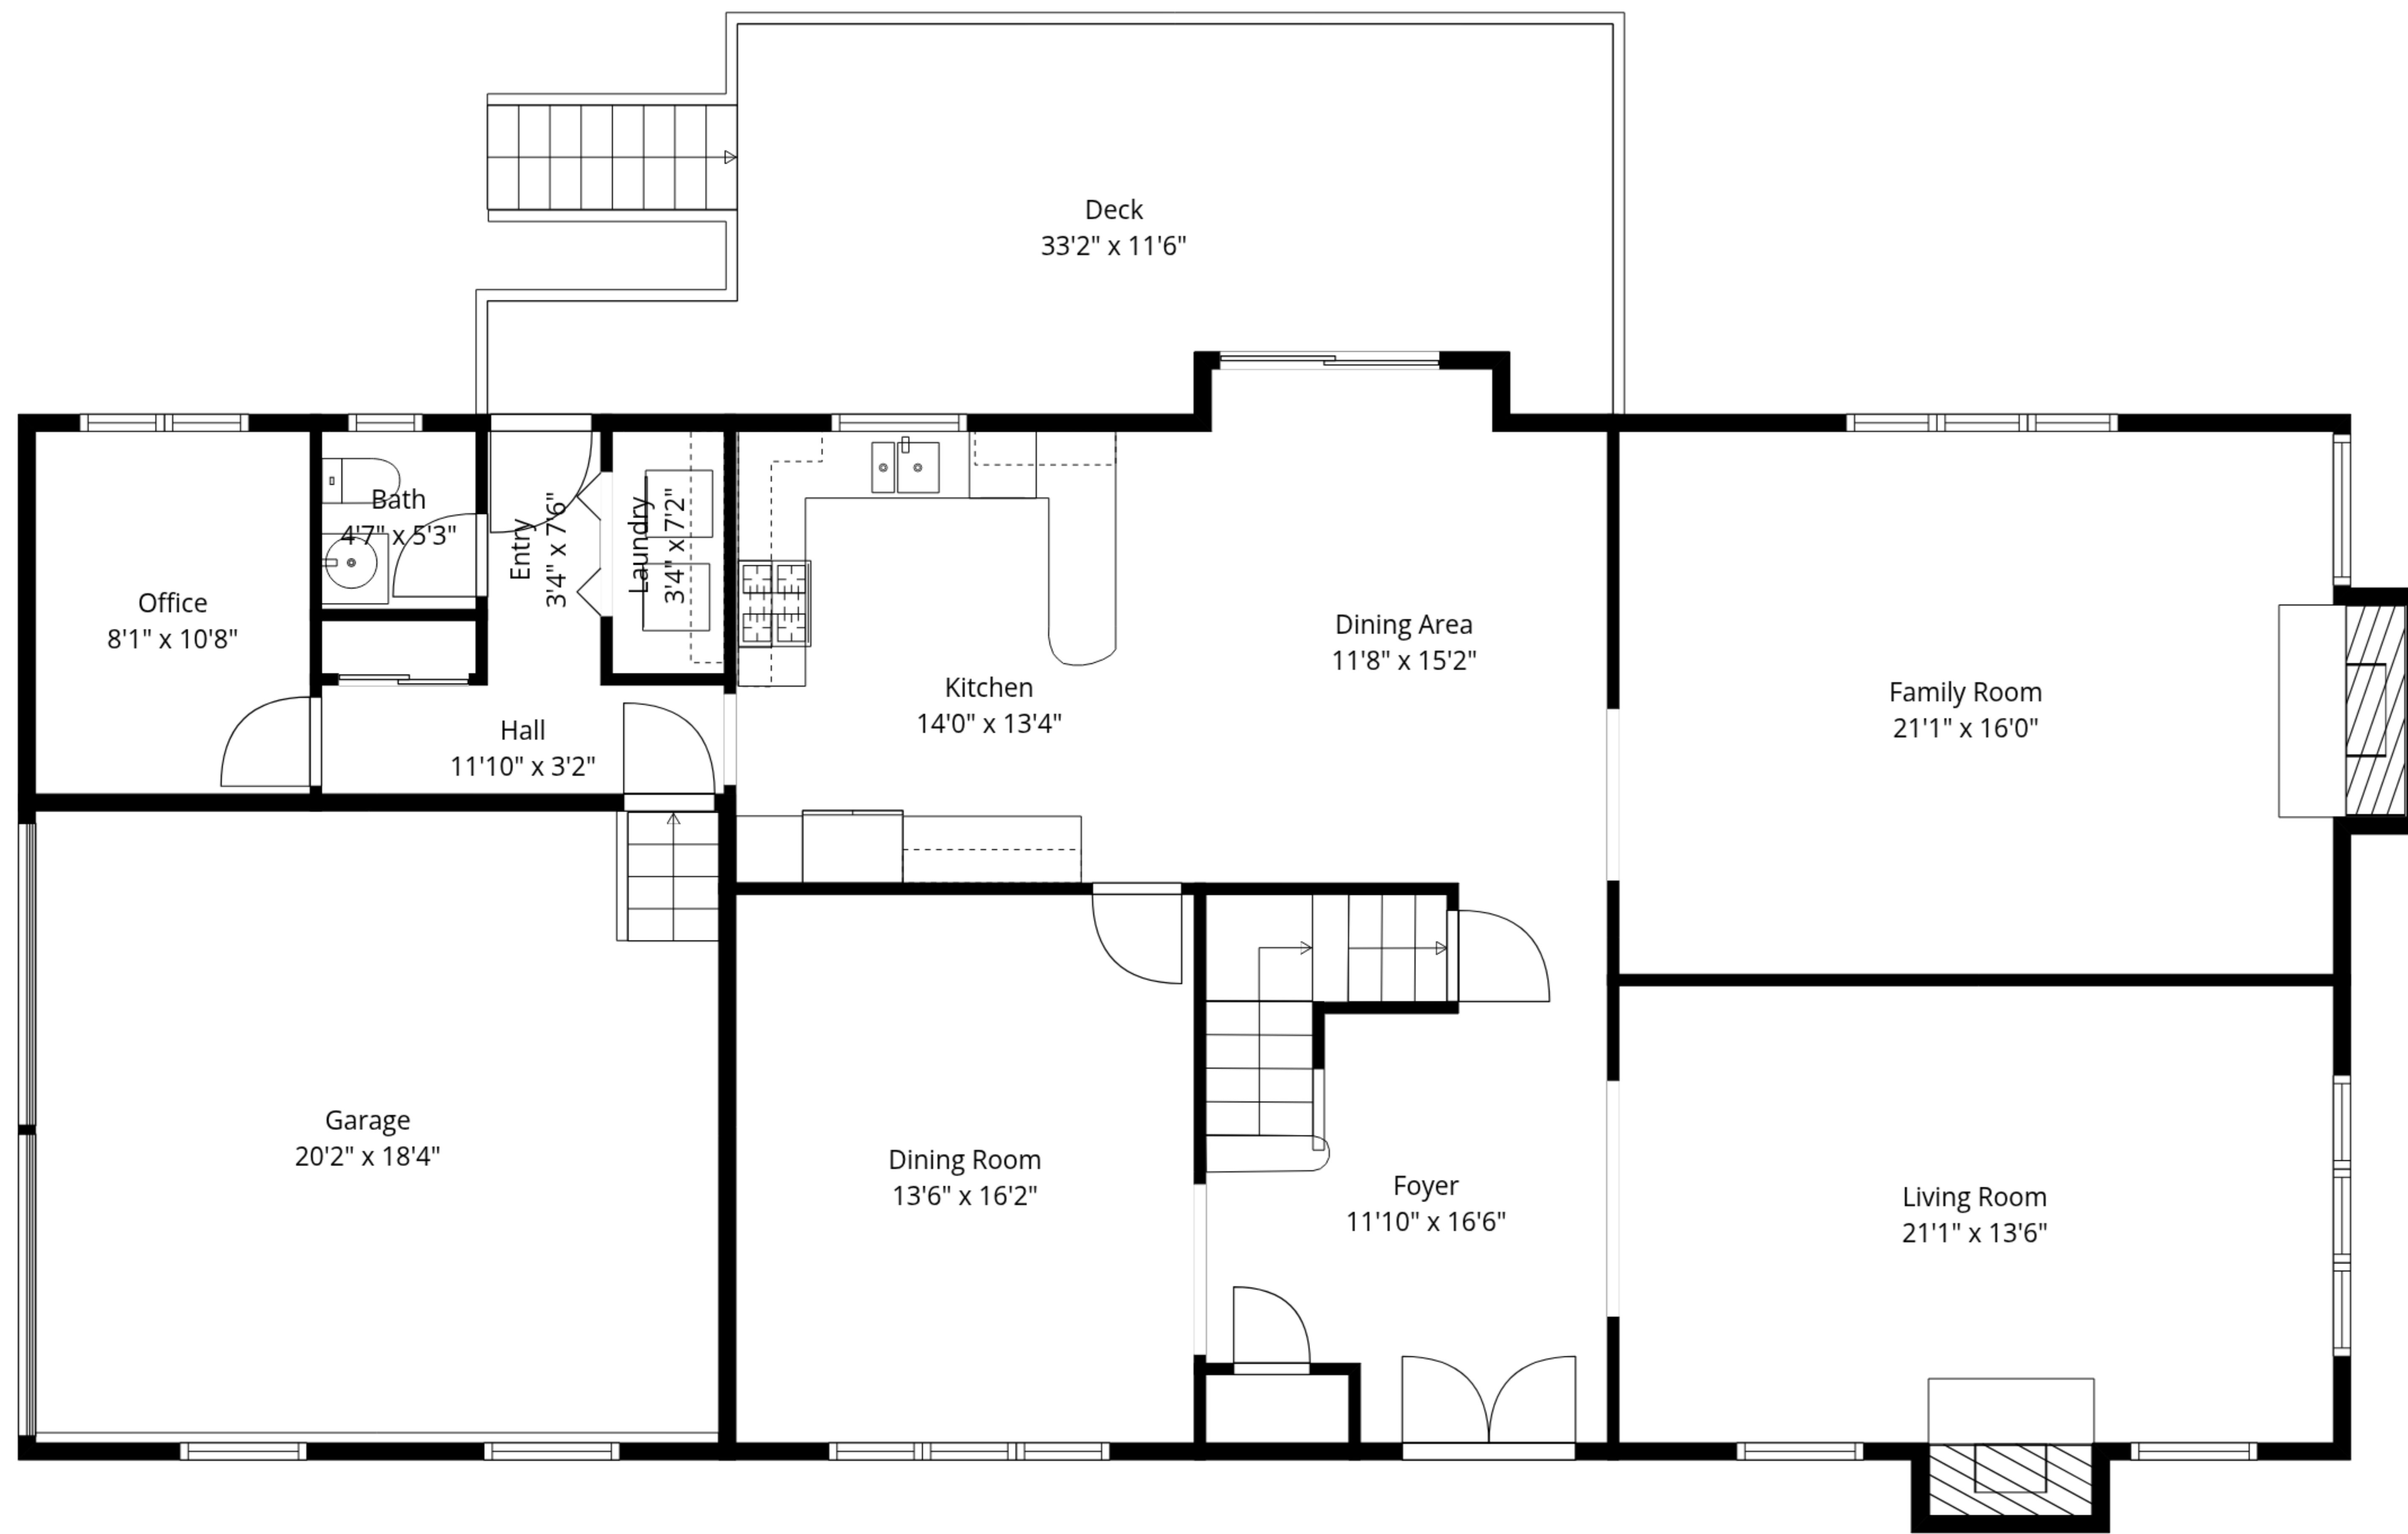 Deck
33'2" x 11'6"
Bath
4'7" x 5'3"
Entry
3'4" x 7'6"
Laundry
3'4" x 7'2"
Office
8'1" x 10'8"
Dining Area
11'8" x 15'2"
Kitchen
14'0" x 13'4"
Family Room
21'1" x 16'0"
Hall
11'10" x 3'2"
Garage
20'2" x 18'4"
Dining Room
13'6" x 16'2"
Foyer
11'10" x 16'6"
Living Room
21'1" x 13'6"